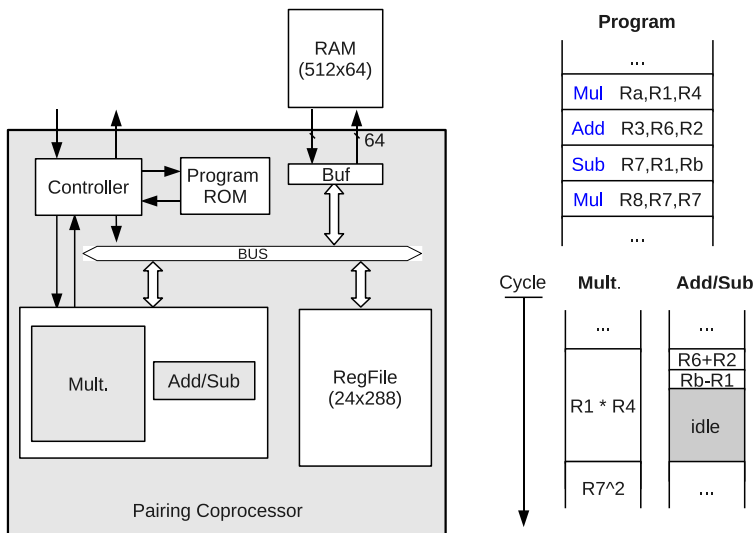 RAM
(512x64)
64
Controller
Program
ROM
Buf
BUS
Mult.
Add/Sub
RegFile
(24x288)
Pairing Coprocessor
Program
...
Mul Ra,R1,R4
Add R3,R6,R2
Sub R7,R1,Rb
Mul R8,R7,R7
...
Cycle
Mult.
Add/Sub
...
...
R6+R2
Rb-R1
R1 * R4
idle
R7^2
...